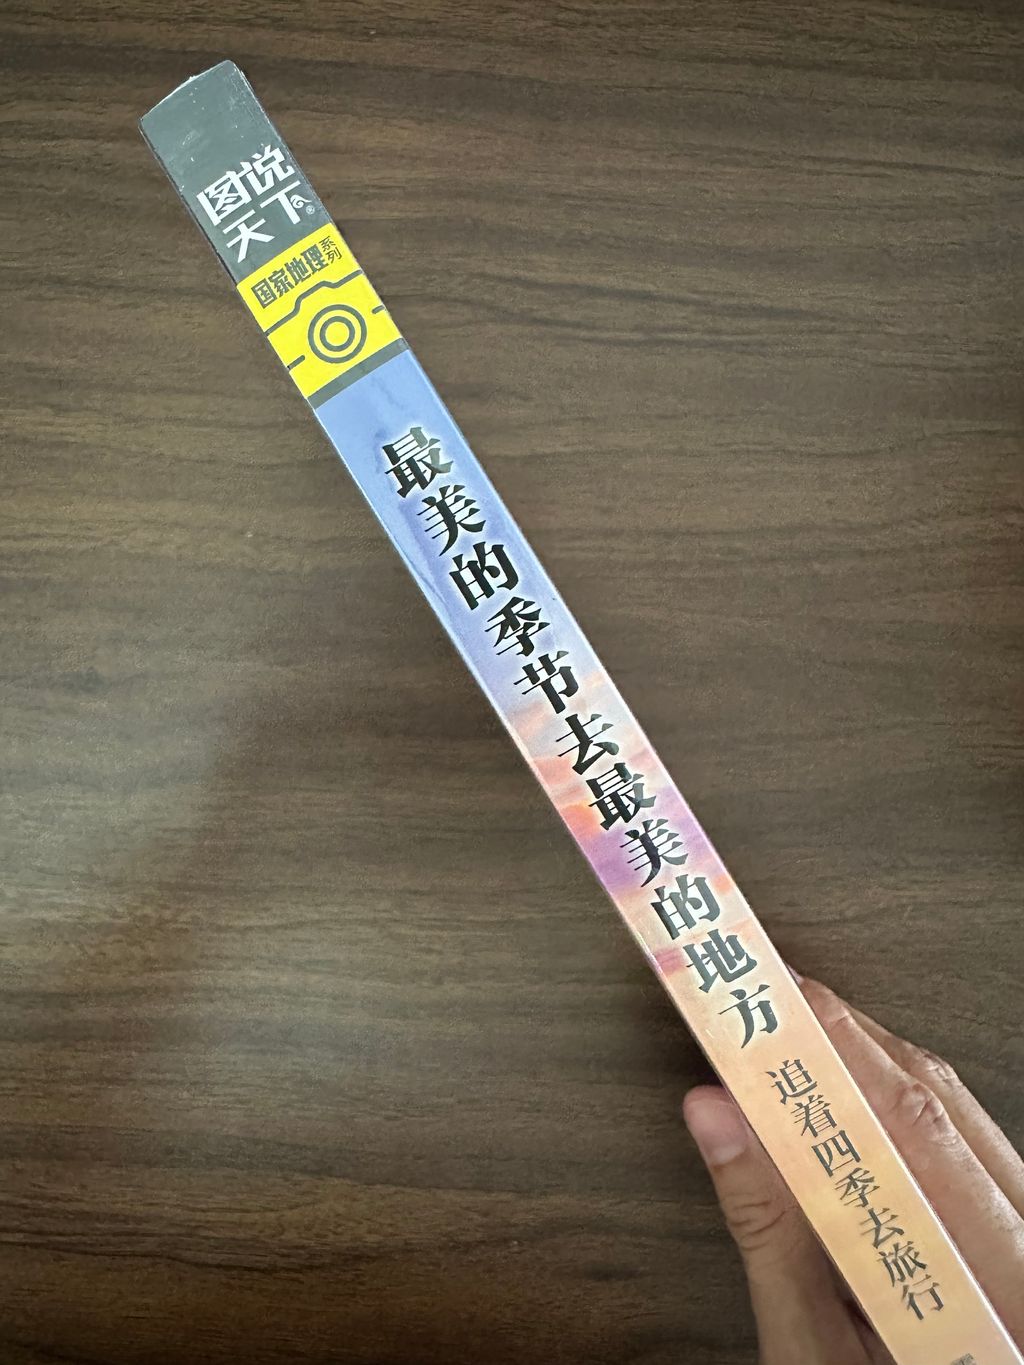 图说
天下®
国家地理系列
最美的季节去最美的地方
追着四季去旅行